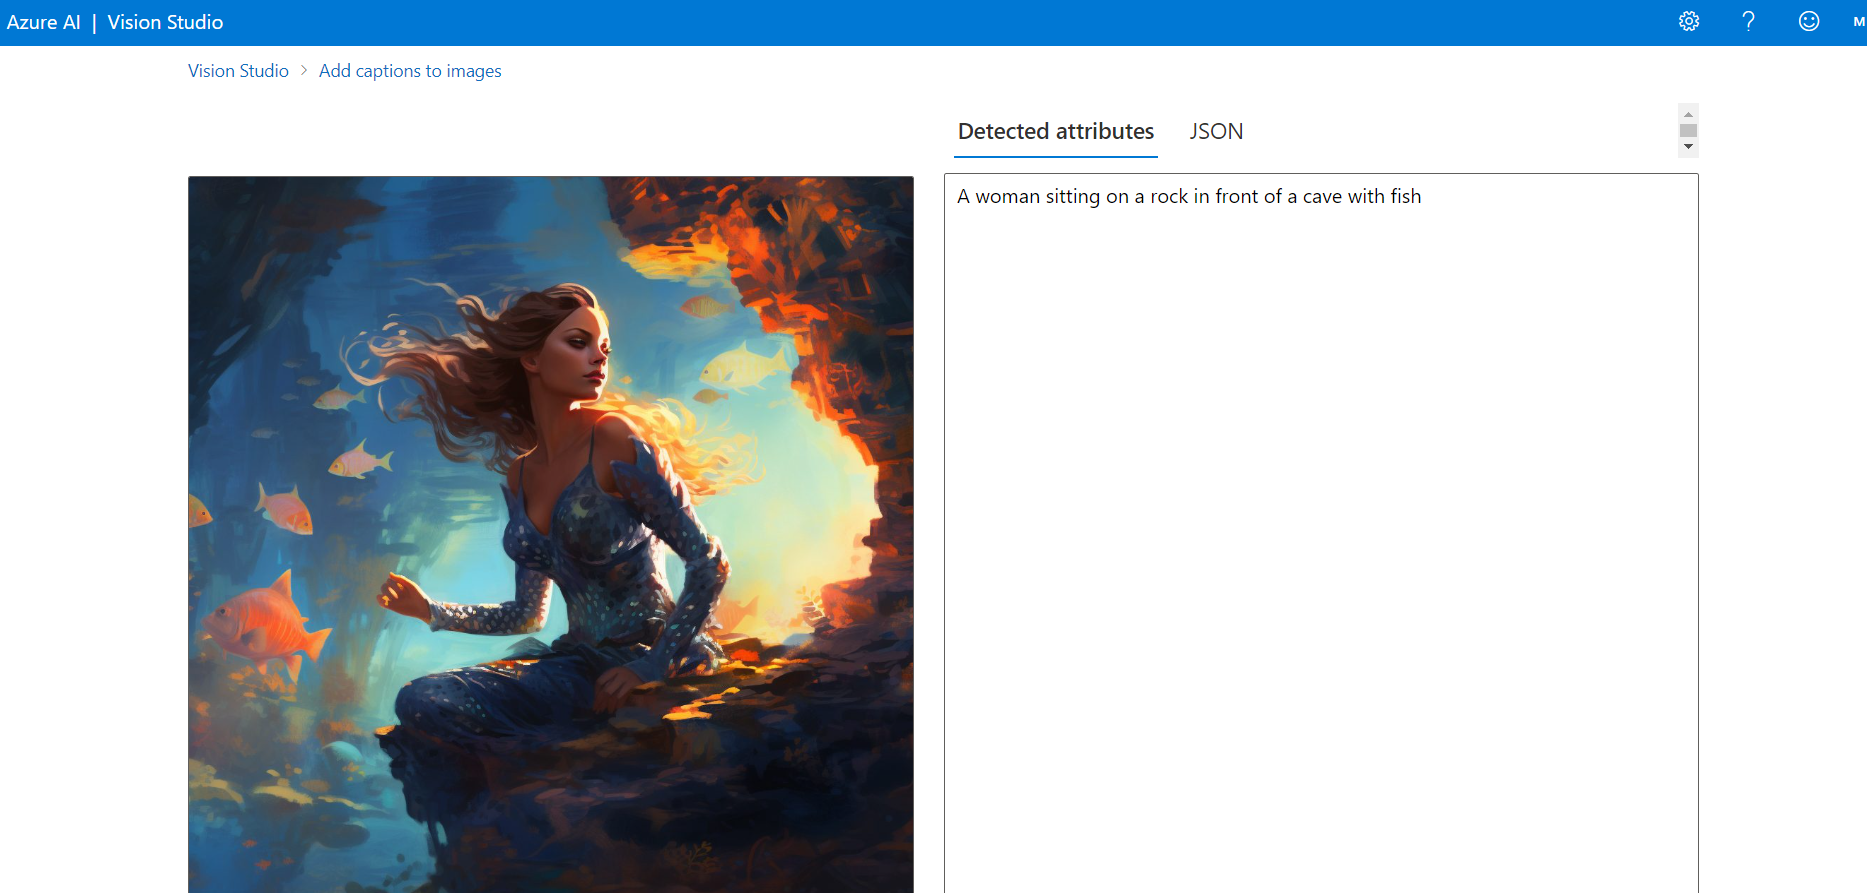 Azure AI | Vision Studio
M
Vision Studio > Add captions to images
Detected attributes JSON
A woman sitting on a rock in front of a cave with fish